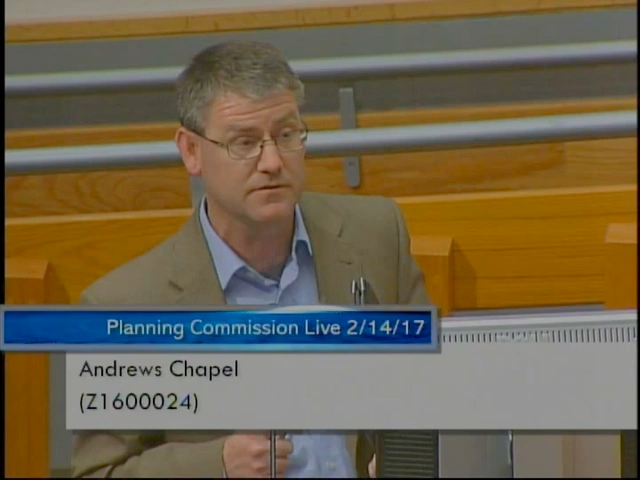 Planning Commission Live 2/14/17
Andrews Chapel
(Z1600024)